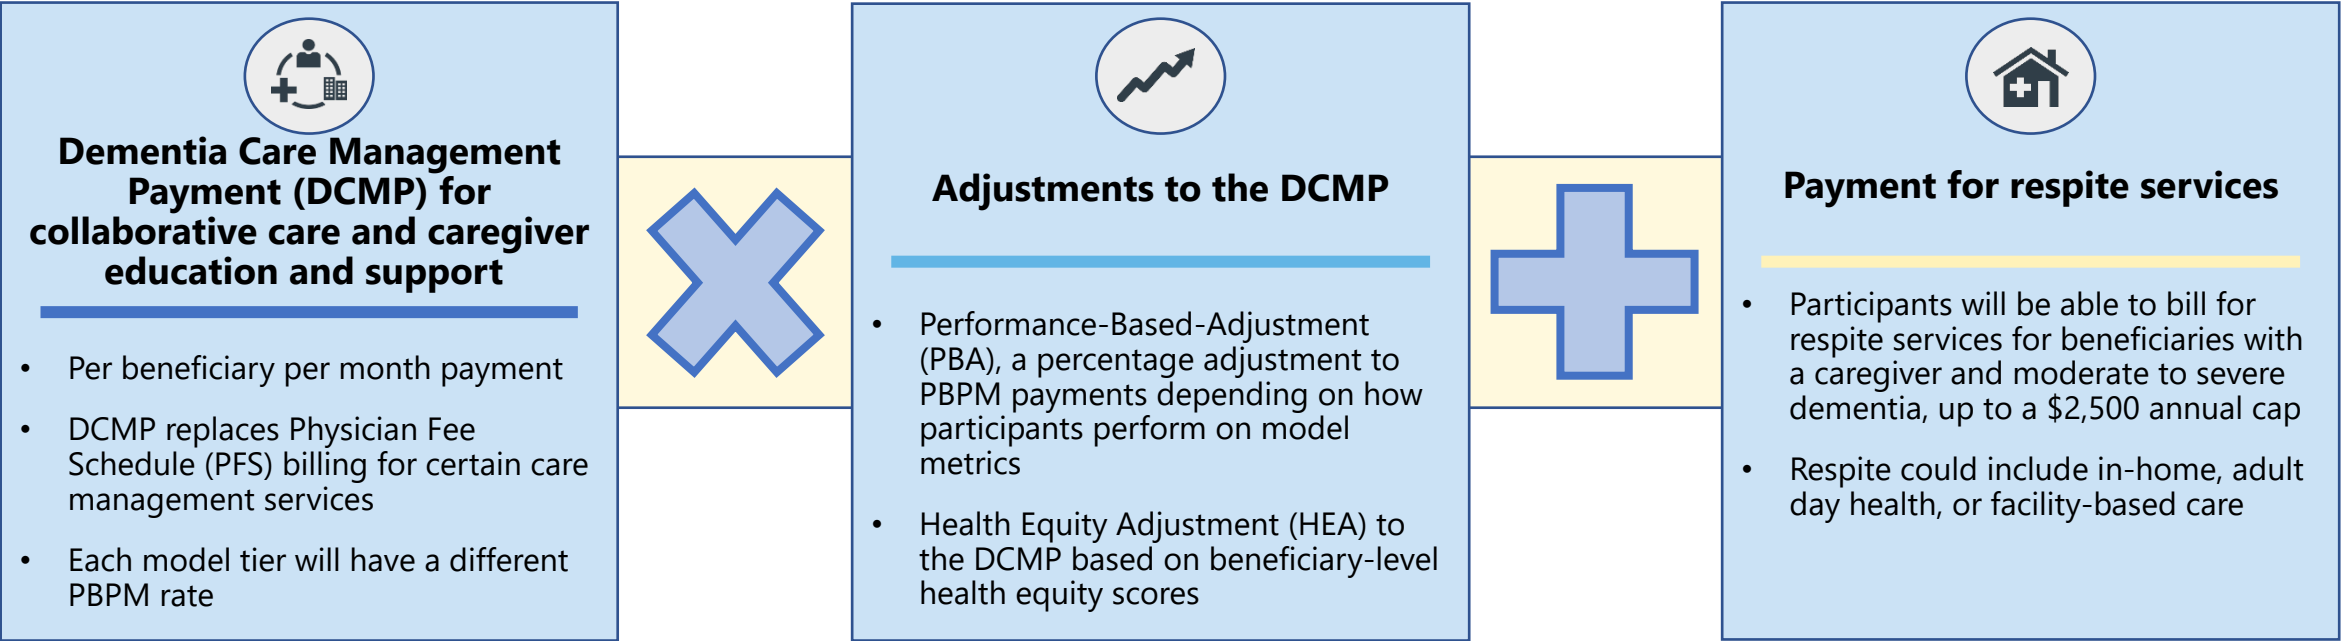 Dementia Care Management
Payment (DCMP) for
collaborative care and caregiver
education and support
• Per beneficiary per month payment
• DCMP replaces Physician Fee
Schedule (PFS) billing for certain care
management services
• Each model tier will have a different
PBPM rate
Adjustments to the DCMP
• Performance-Based-Adjustment
(PBA), a percentage adjustment to
PBPM payments depending on how
participants perform on model
metrics
• Health Equity Adjustment (HEA) to
the DCMP based on beneficiary-level
health equity scores
Payment for respite services
• Participants will be able to bill for
respite services for beneficiaries with
a caregiver and moderate to severe
dementia, up to a $2,500 annual cap
• Respite could include in-home, adult
day health, or facility-based care